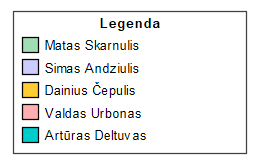 Legenda
Matas Skarnulis
Simas Andziulis
Dainius Čepulis
Valdas Urbonas
Artūras Deltuvas